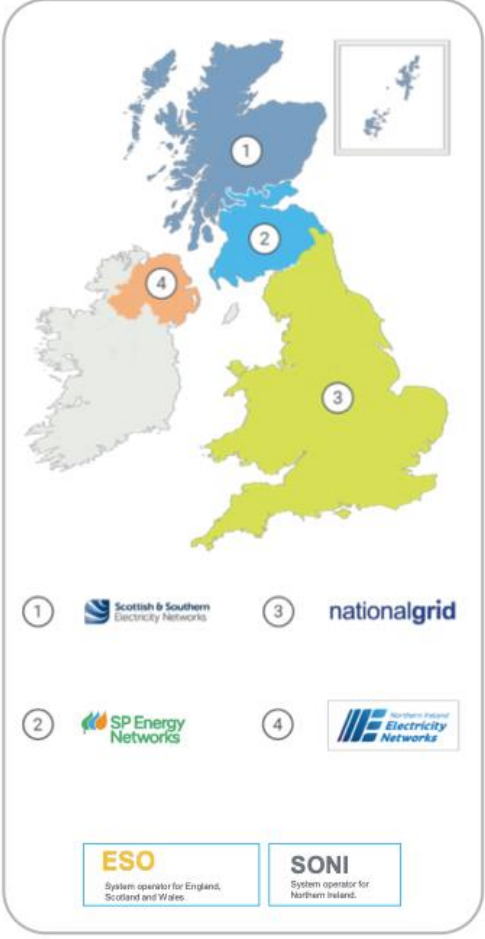 1
2
4
3
1
Scottish & Southern
Electricity Networks
3
nationalgrid
2
SP Energy
Networks
4
Northern Ireland
Electricity
Networks
ESO
System operator for England,
Scotland and Wales
SONI
System operator for
Northern Ireland.